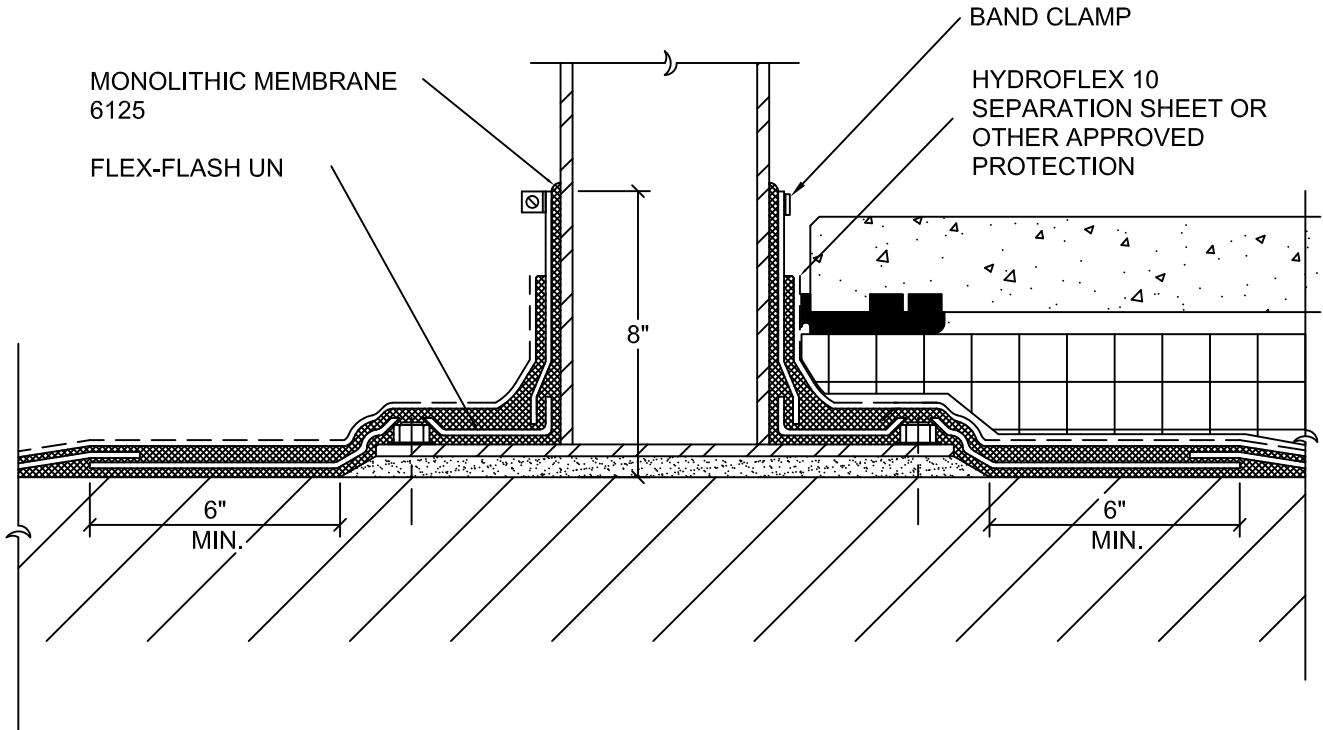 BAND CLAMP
MONOLITHIC MEMBRANE
6125
HYDROFLEX 10
SEPARATION SHEET OR
OTHER APPROVED
PROTECTION
FLEX-FLASH UN
8"
6"
MIN.
6"
MIN.